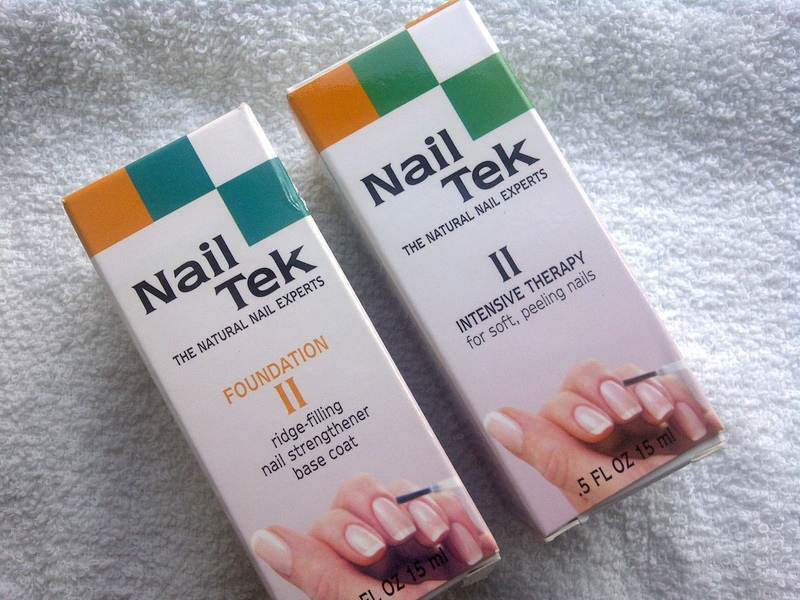 Nail
Tek
THE NATURAL NAIL EXPERTS
FOUNDATION
II
ridge-filling
nail strengthener
base coat
FL OZ 15 ml
Nail
Tek
THE NATURAL NAIL EXPERTS
II
INTENSIVE THERAPY
for soft, peeling nails
.5 FL OZ 15 ml